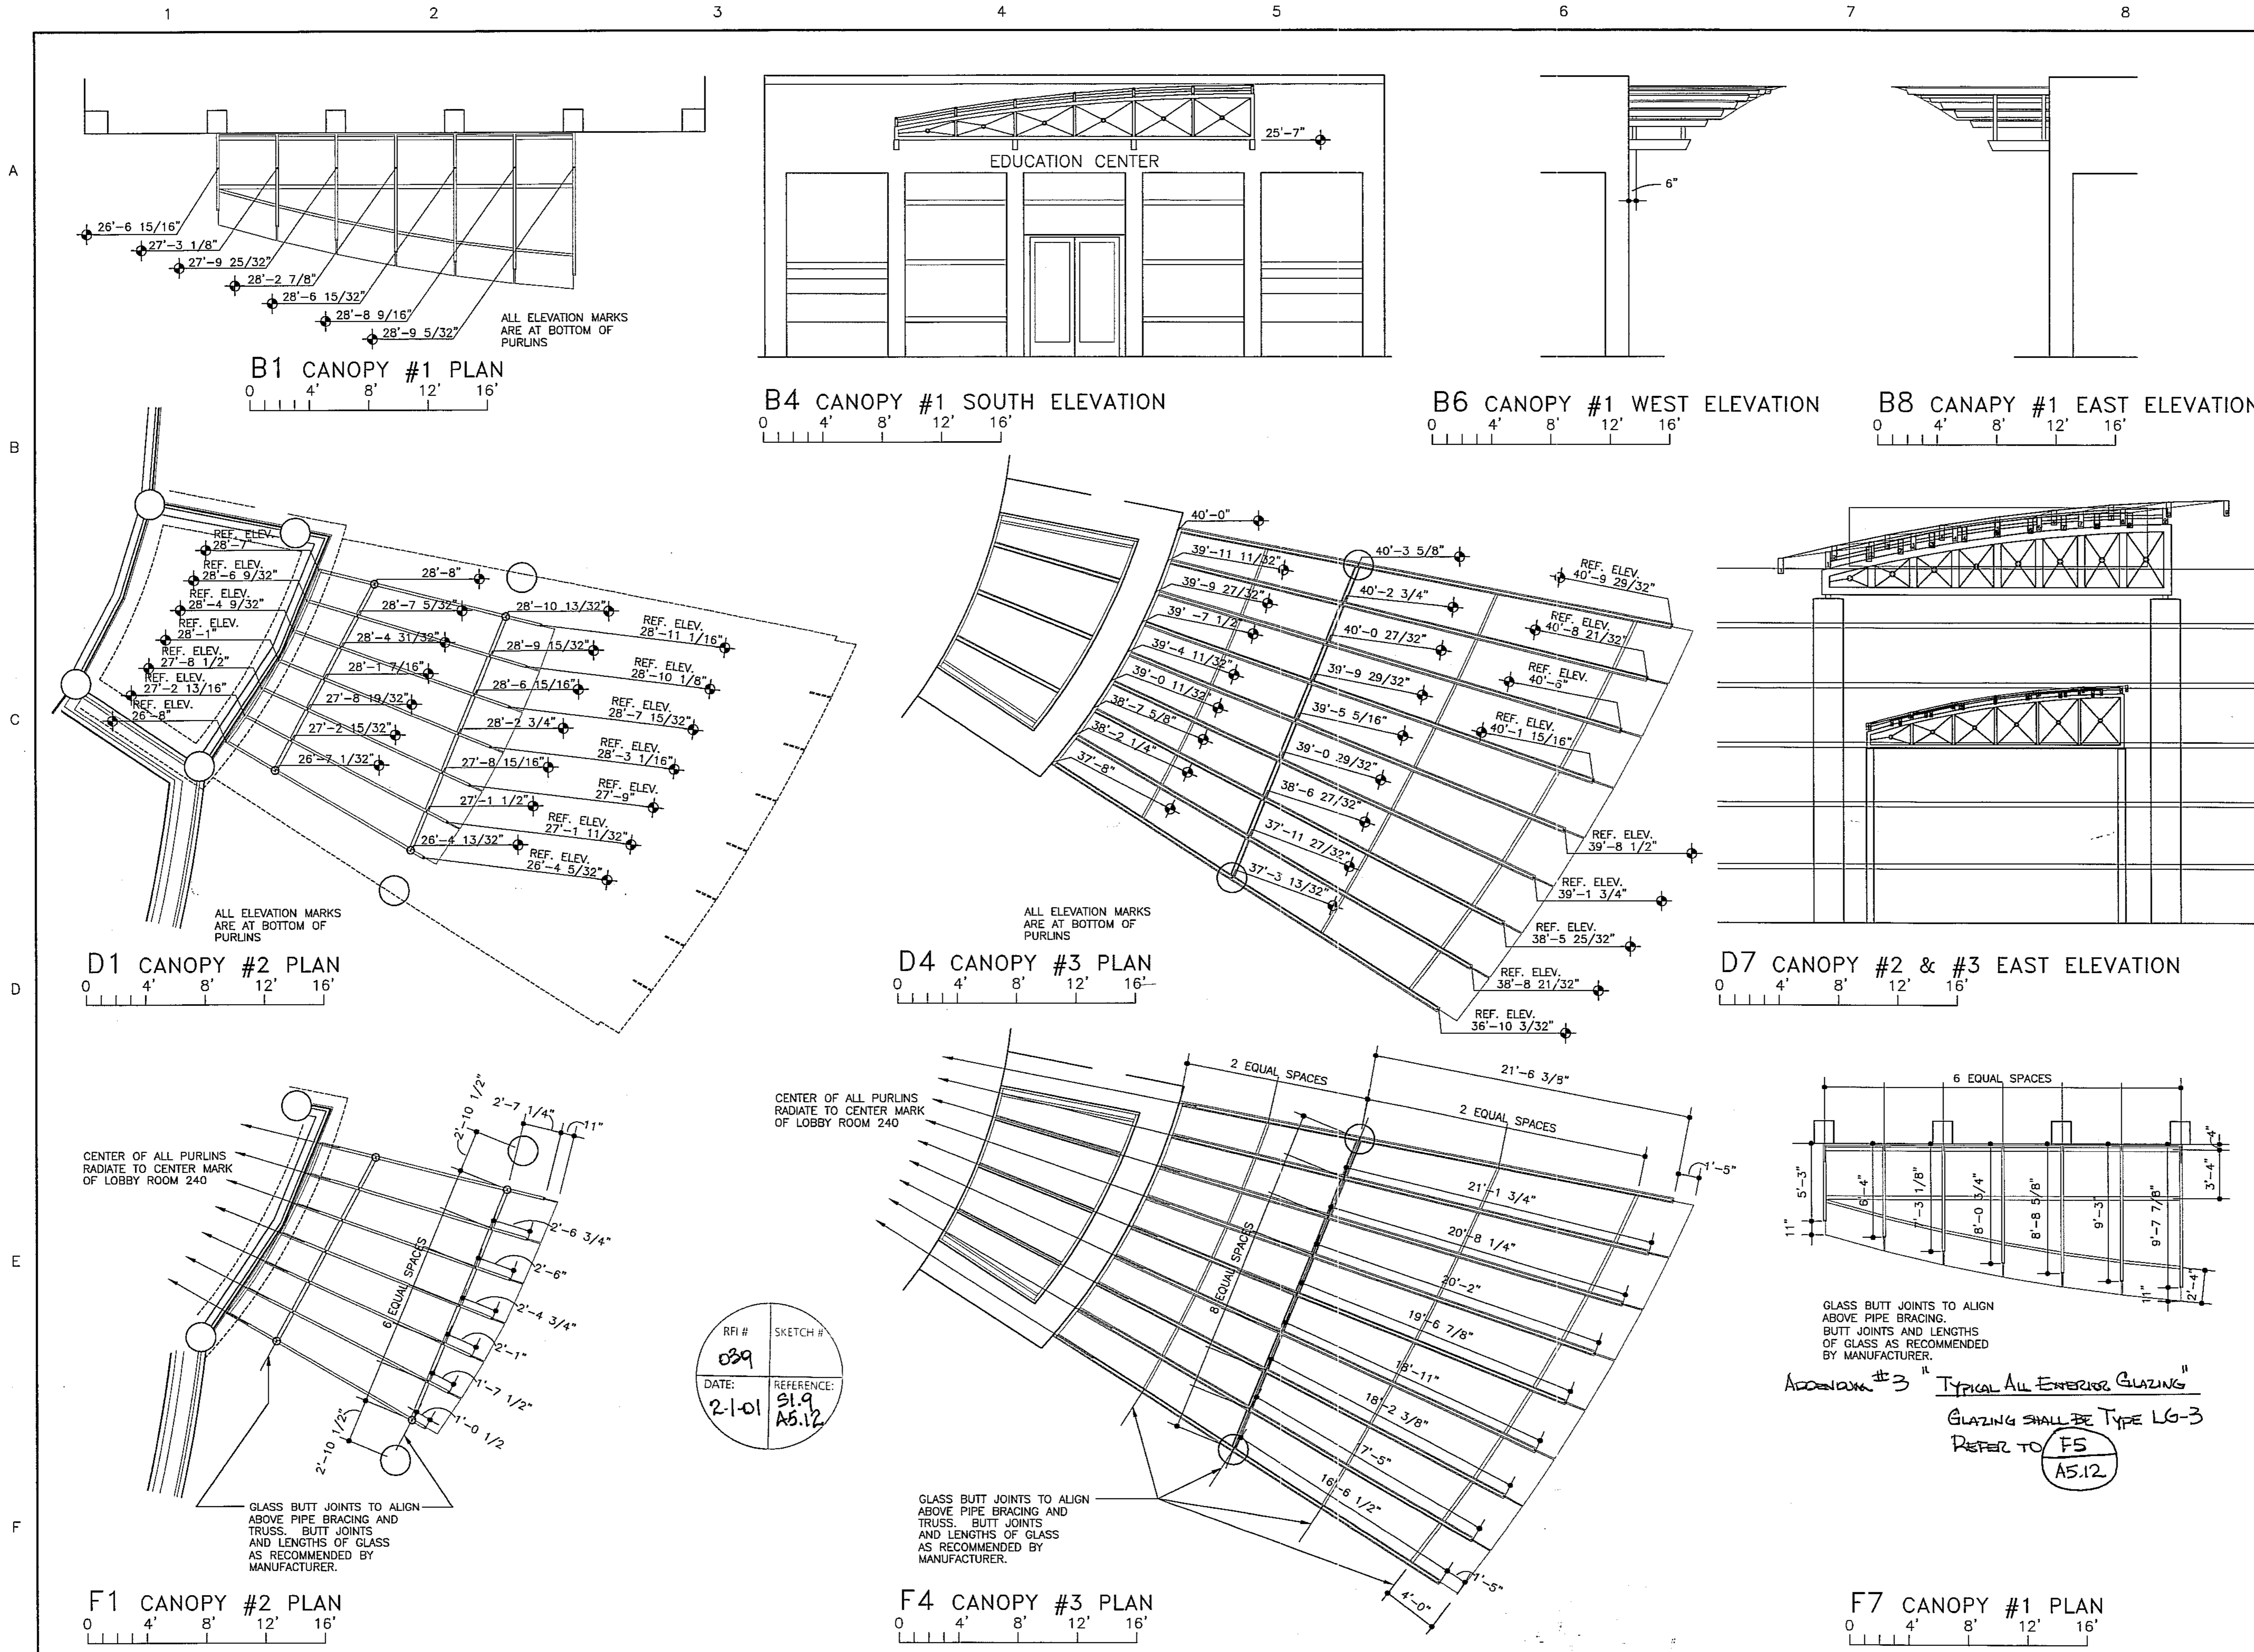 1 2 3 4 5 6 7 8
A
B
C
D
E
F
26'-6 15/16"
27'-3 1/8"
27'-9 25/32"
28'-2 7/8"
28'-6 15/32"
28'-8 9/16"
28'-9 5/32"
ALL ELEVATION MARKS
ARE AT BOTTOM OF
PURLINS
B1 CANOPY #1 PLAN
0 4' 8' 12' 16'
25'-7"
EDUCATION CENTER
B4 CANOPY #1 SOUTH ELEVATION
0 4' 8' 12' 16'
6"
B6 CANOPY #1 WEST ELEVATION
0 4' 8' 12' 16'
B8 CANAPY #1 EAST ELEVATION
0 4' 8' 12' 16'
REF. ELEV.
28'-7"
REF. ELEV.
28'-6 9/32"
REF. ELEV.
28'-4 9/32"
REF. ELEV.
28'-1"
REF. ELEV.
27'-8 1/2"
REF. ELEV.
27'-2 13/16"
REF. ELEV.
26'-8"
28'-8"
28'-7 5/32"
28'-4 31/32"
28'-1 7/16"
27'-8 19/32"
27'-2 15/32"
26'-7 1/32"
28'-10 13/32"
28'-9 15/32"
28'-6 15/16"
28'-2 3/4"
27'-8 15/16"
27'-1 1/2"
26'-4 13/32"
REF. ELEV.
28'-11 1/16"
REF. ELEV.
28'-10 1/8"
REF. ELEV.
28'-7 15/32"
REF. ELEV.
28'-3 1/16"
REF. ELEV.
27'-9"
REF. ELEV.
27'-1 11/32"
REF. ELEV.
26'-4 5/32"
ALL ELEVATION MARKS
ARE AT BOTTOM OF
PURLINS
D1 CANOPY #2 PLAN
0 4' 8' 12' 16'
40'-0"
39'-11 11/32"
39'-9 27/32"
39' -7 1/2"
39'-4 11/32"
39'-0 11/32"
38'-7 5/8"
38'-2 1/4"
37'-8"
40'-3 5/8"
40'-2 3/4"
40'-0 27/32"
39'-9 29/32"
39'-5 5/16"
39'-0 29/32"
38'-6 27/32"
37'-11 27/32"
37'-3 13/32"
REF. ELEV.
40'-9 29/32"
REF. ELEV.
40'-8 21/32"
REF. ELEV.
40'-6"
REF. ELEV.
40'-1 15/16"
REF. ELEV.
39'-8 1/2"
REF. ELEV.
39'-1 3/4"
REF. ELEV.
38'-5 25/32"
REF. ELEV.
38'-8 21/32"
REF. ELEV.
36'-10 3/32"
ALL ELEVATION MARKS
ARE AT BOTTOM OF
PURLINS
D4 CANOPY #3 PLAN
0 4' 8' 12' 16'
D7 CANOPY #2 & #3 EAST ELEVATION
0 4' 8' 12' 16'
CENTER OF ALL PURLINS
RADIATE TO CENTER MARK
OF LOBBY ROOM 240
2'-10 1/2"
2'-7 1/4"
11"
6 EQUAL SPACES
2'-6 3/4"
2'-6"
2'-4 3/4"
2'-1"
1'-7 1/2"
1'-0 1/2
2'-10 1/2"
GLASS BUTT JOINTS TO ALIGN
ABOVE PIPE BRACING AND
TRUSS. BUTT JOINTS
AND LENGTHS OF GLASS
AS RECOMMENDED BY
MANUFACTURER.
F1 CANOPY #2 PLAN
0 4' 8' 12' 16'
RFI # SKETCH #
039
DATE: REFERENCE:
2-1-01 S1.9
A5.12
CENTER OF ALL PURLINS
RADIATE TO CENTER MARK
OF LOBBY ROOM 240
2 EQUAL SPACES
21'-6 3/8"
2 EQUAL SPACES
1'-5"
8 EQUAL SPACES
21'-1 3/4"
20'-8 1/4"
20'-2"
19'-6 7/8"
18'-11"
18'-2 3/8"
7'-5"
16'-6 1/2"
1'-5"
4'-0"
GLASS BUTT JOINTS TO ALIGN
ABOVE PIPE BRACING AND
TRUSS. BUTT JOINTS
AND LENGTHS OF GLASS
AS RECOMMENDED BY
MANUFACTURER.
F4 CANOPY #3 PLAN
0 4' 8' 12' 16'
6 EQUAL SPACES
4"
3'-4"
5'-3"
11"
6'-4"
7'-3 1/8"
8'-0 3/4"
8'-8 5/8"
9'-3"
9'-7 7/8"
11"
2'-4"
GLASS BUTT JOINTS TO ALIGN
ABOVE PIPE BRACING.
BUTT JOINTS AND LENGTHS
OF GLASS AS RECOMMENDED
BY MANUFACTURER.
ADDENDUM #3 "TYPICAL ALL EXTERIOR GLAZING"
GLAZING SHALL BE TYPE LG-3
REFER TO F5
A5.12
F7 CANOPY #1 PLAN
0 4' 8' 12' 16'